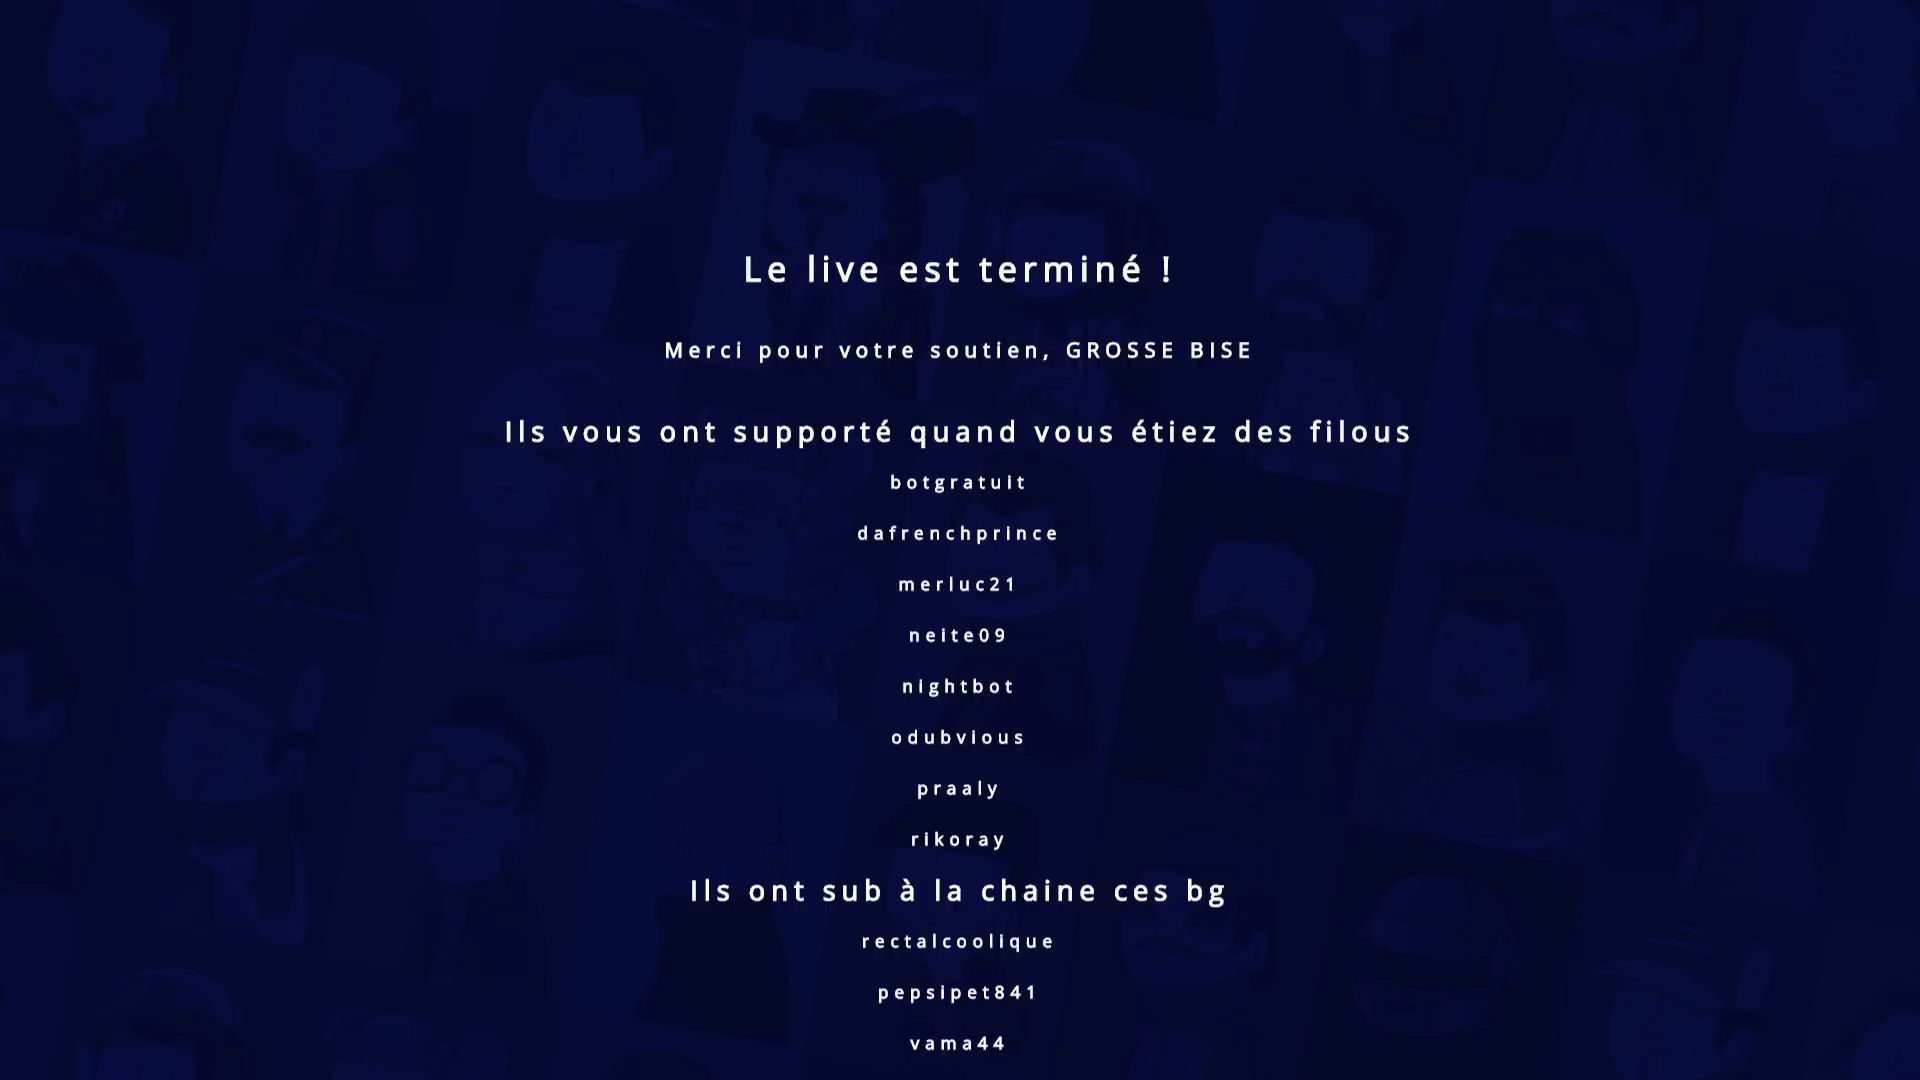 Le live est terminé !
Merci pour votre soutien, GROSSE BISE
Ils vous ont supporté quand vous étiez des filous
botgratuit
dafrenchprince
merluc21
neite09
nightbot
odubvious
praaly
rikoray
Ils ont sub à la chaine ces bg
rectalcoolique
pepsipet841
vama44